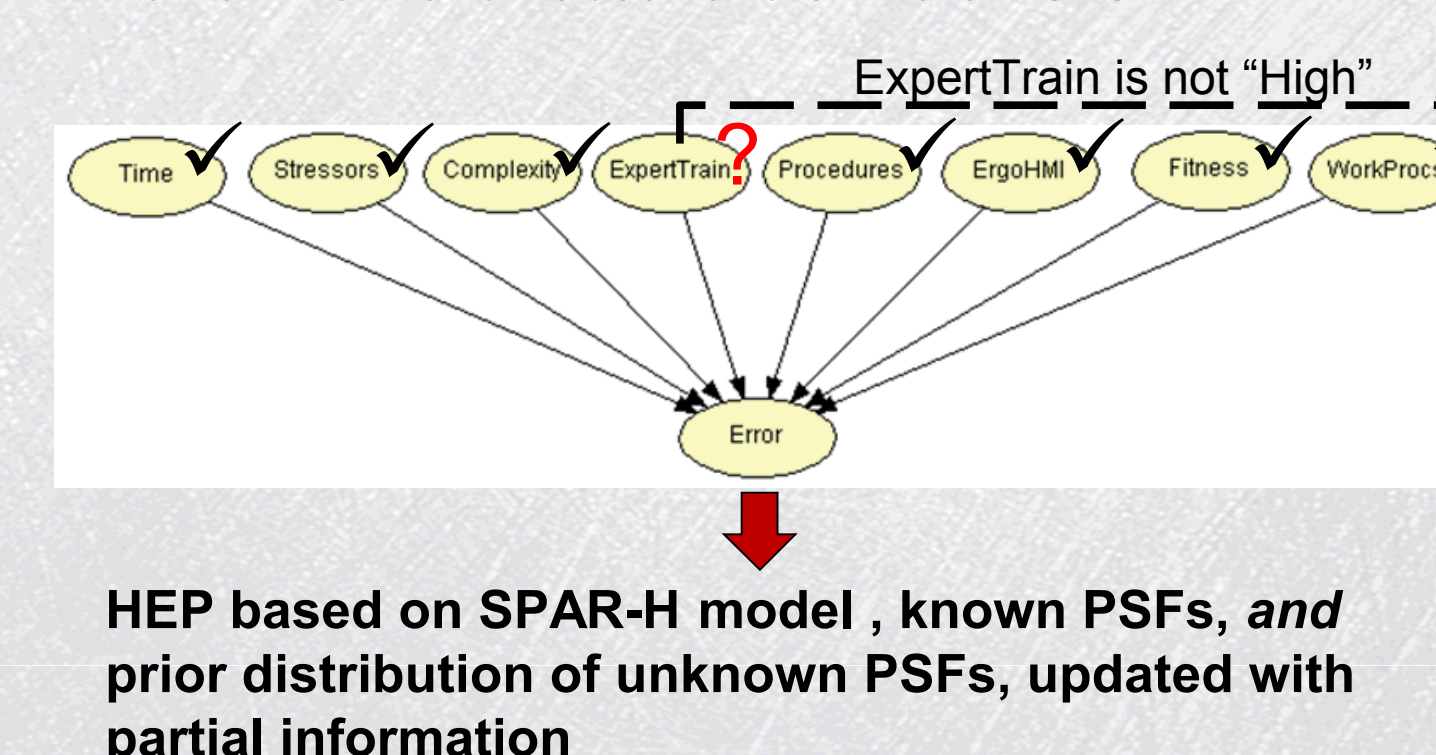 ExpertTrain is not “High”
Time Stressors Complexity ExpertTrain ? Procedures ErgoHMI Fitness WorkProcs
Error
HEP based on SPAR-H model , known PSFs, and
prior distribution of unknown PSFs, updated with
partial information